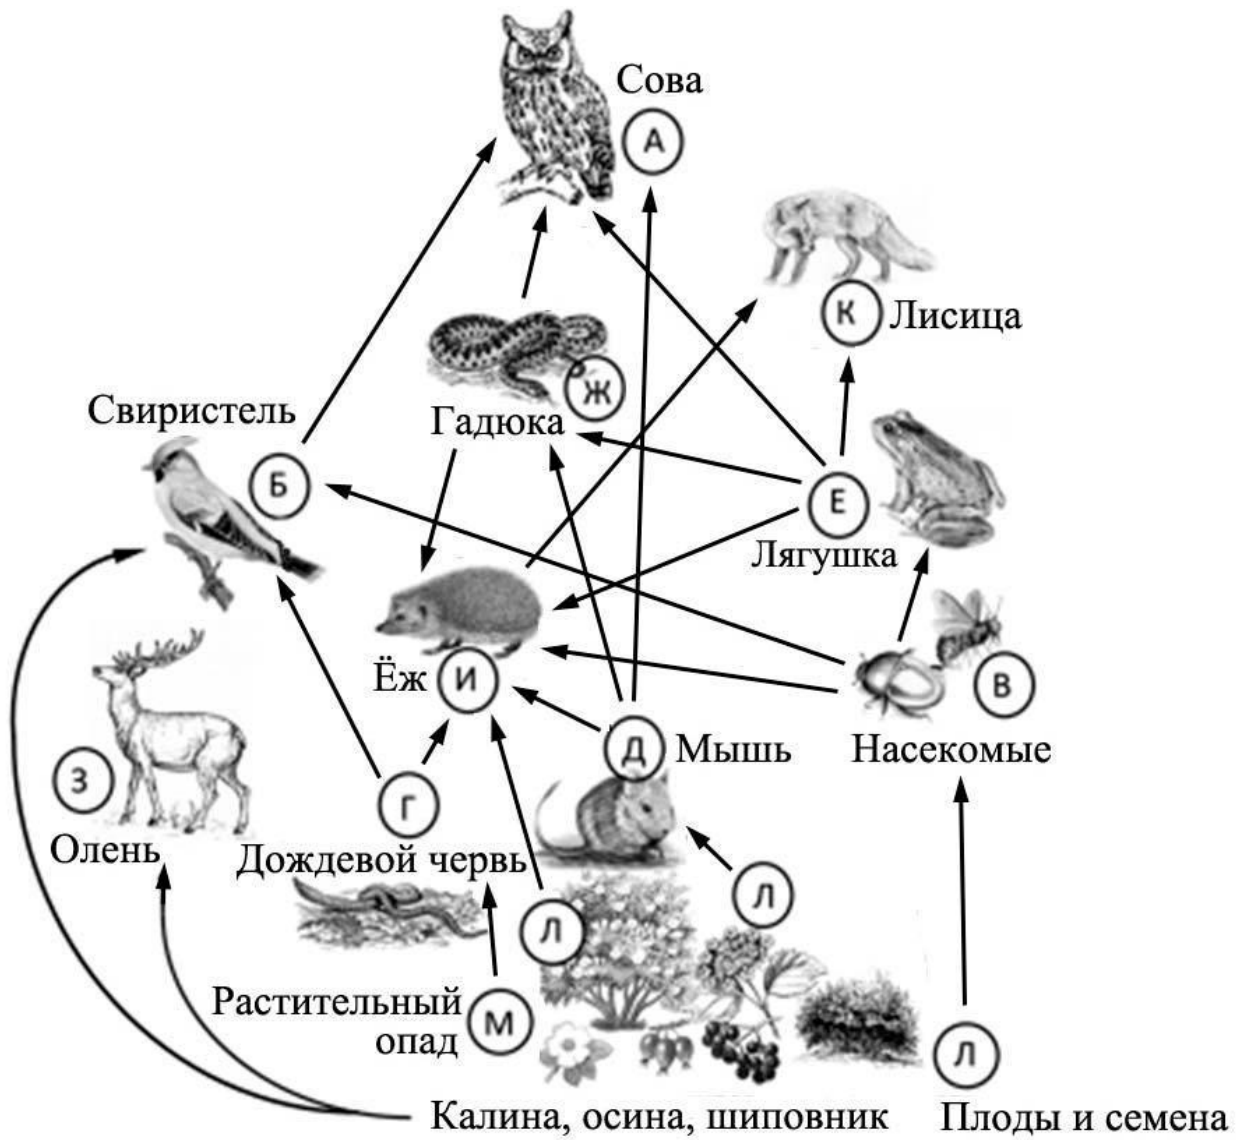 Сова
А
К Лисица
Ж
Свиристель
Гадюка
Б
Е
Лягушка
Ёж И
В
Д Мышь
Насекомые
З
Г
Олень
Дождевой червь
Л
Л
Растительный
опад
М
Л
Калина, осина, шиповник
Плоды и семена